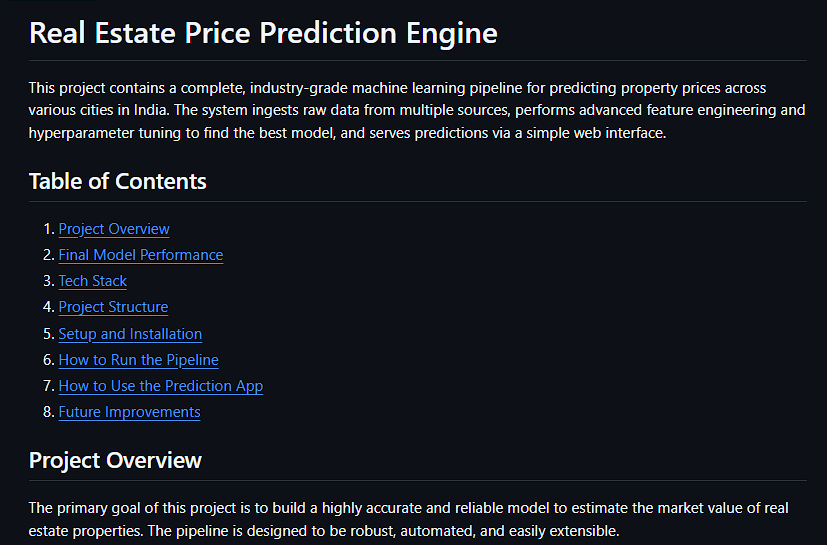 Real Estate Price Prediction Engine
This project contains a complete, industry-grade machine learning pipeline for predicting property prices across
various cities in India. The system ingests raw data from multiple sources, performs advanced feature engineering and
hyperparameter tuning to find the best model, and serves predictions via a simple web interface.
Table of Contents
1. Project Overview
2. Final Model Performance
3. Tech Stack
4. Project Structure
5. Setup and Installation
6. How to Run the Pipeline
7. How to Use the Prediction App
8. Future Improvements
Project Overview
The primary goal of this project is to build a highly accurate and reliable model to estimate the market value of real
estate properties. The pipeline is designed to be robust, automated, and easily extensible.